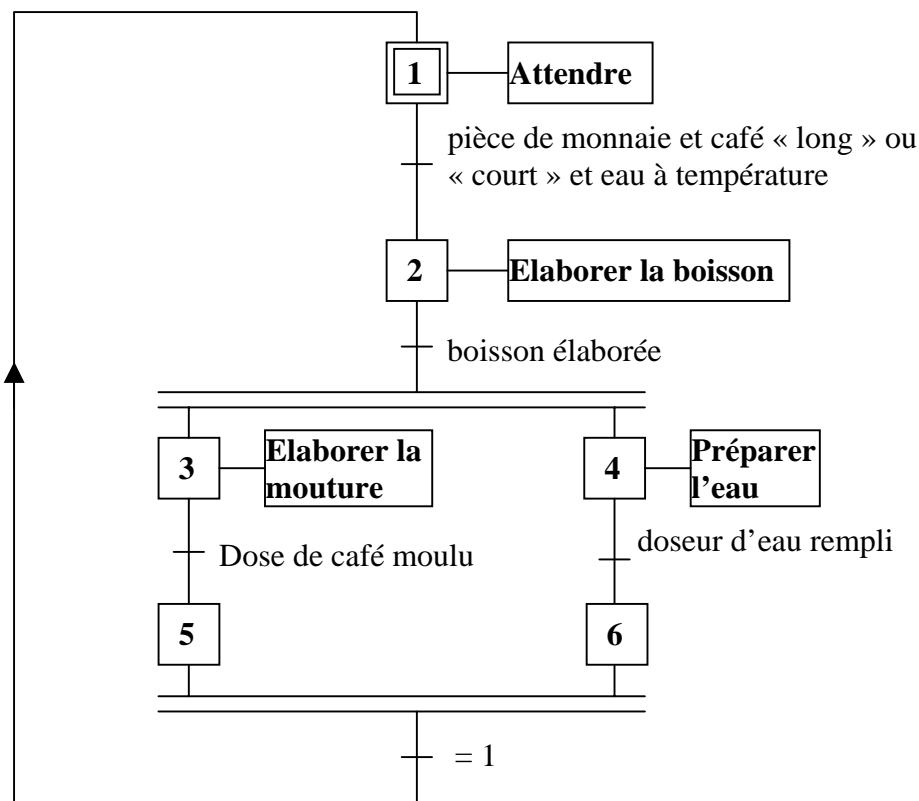 1
Attendre
pièce de monnaie et café « long » ou
« court » et eau à température
2
Elaborer la boisson
boisson élaborée
3
Elaborer la
mouture
4
Préparer
l’eau
Dose de café moulu
doseur d’eau rempli
5
6
= 1